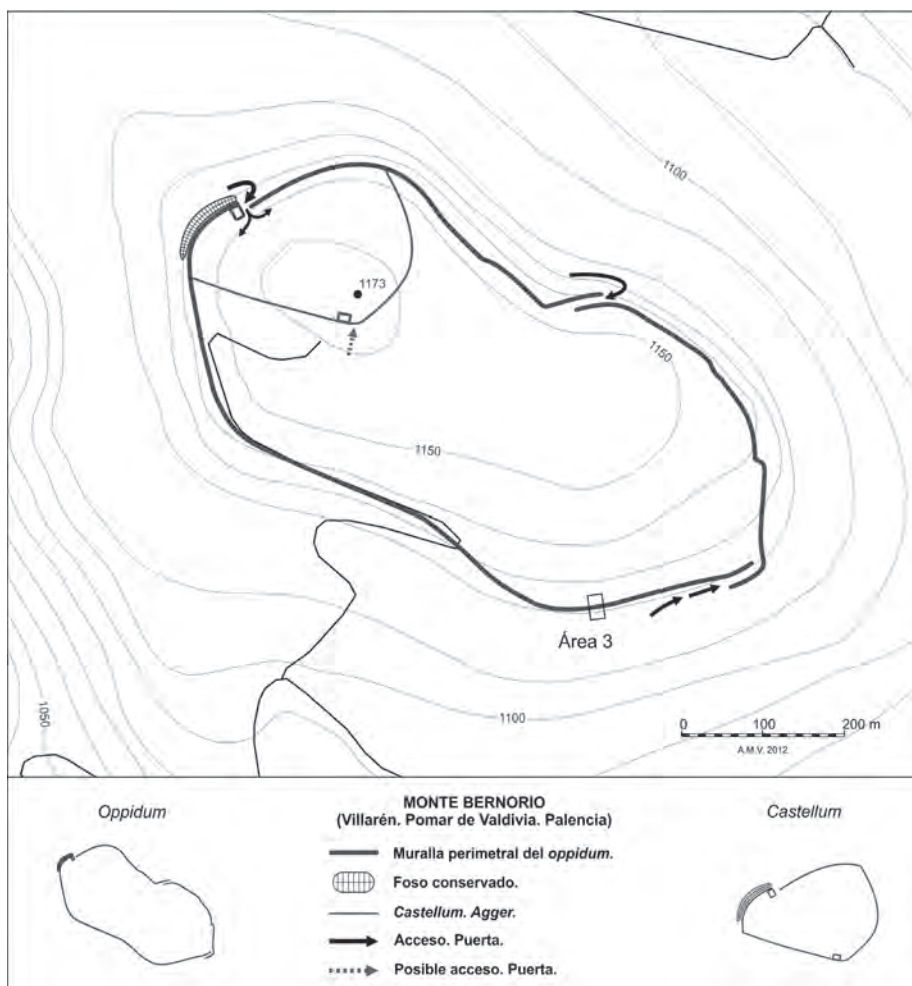 1100
1173
1150
1150
Área 3
1050
1100
0 100 200 m
A.M.V. 2012
Oppidum
MONTE BERNORIO
(Villarén. Pomar de Valdivia. Palencia)
Muralla perimetral del oppidum.
Foso conservado.
Castellum. Agger.
Acceso. Puerta.
Posible acceso. Puerta.
Castellum